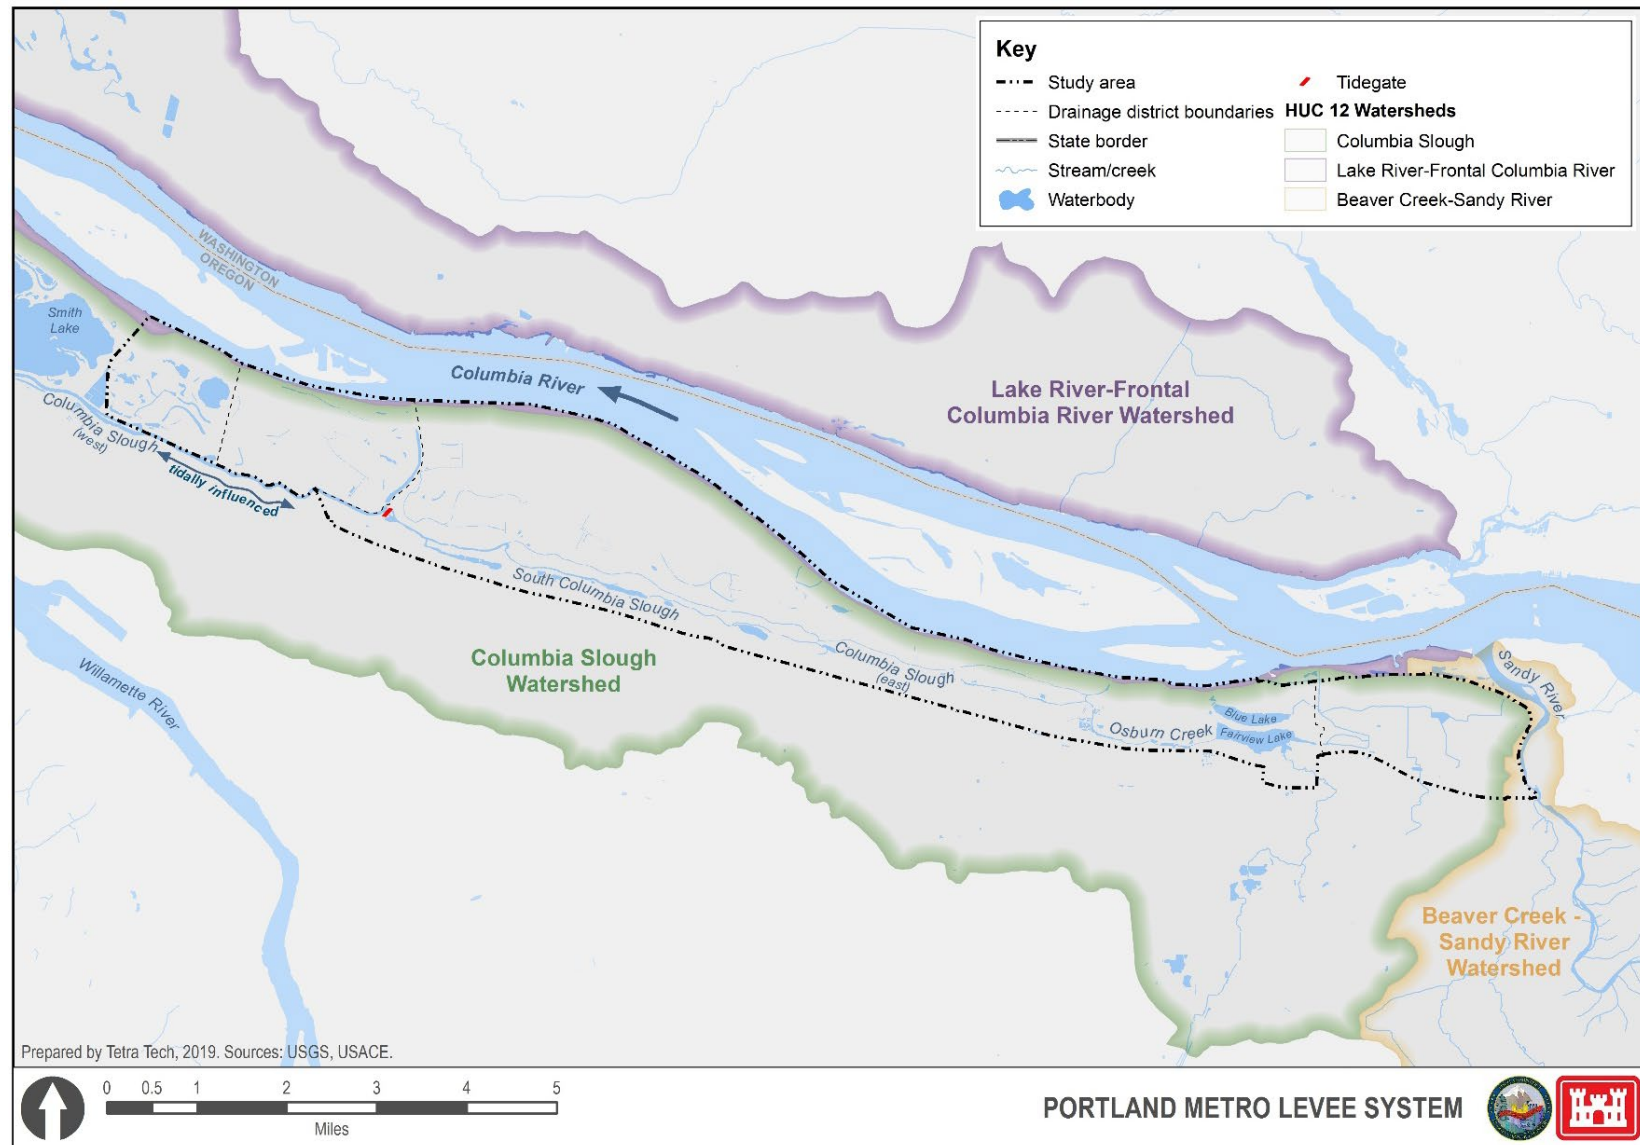 Key
Study area
Drainage district boundaries
State border
Stream/creek
Waterbody
Tidegate
HUC 12 Watersheds
Columbia Slough
Lake River-Frontal Columbia River
Beaver Creek-Sandy River
WASHINGTON
OREGON
Smith
Lake
Columbia River
Lake River-Frontal
Columbia River Watershed
Columbia Slough
(west)
tidally influenced
South Columbia Slough
Columbia Slough
(east)
Columbia Slough
Watershed
Willamette River
Sandy River
Blue Lake
Osburn Creek
Fairview Lake
Beaver Creek -
Sandy River
Watershed
Prepared by Tetra Tech, 2019. Sources: USGS, USACE.
0 0.5 1 2 3 4 5
Miles
PORTLAND METRO LEVEE SYSTEM